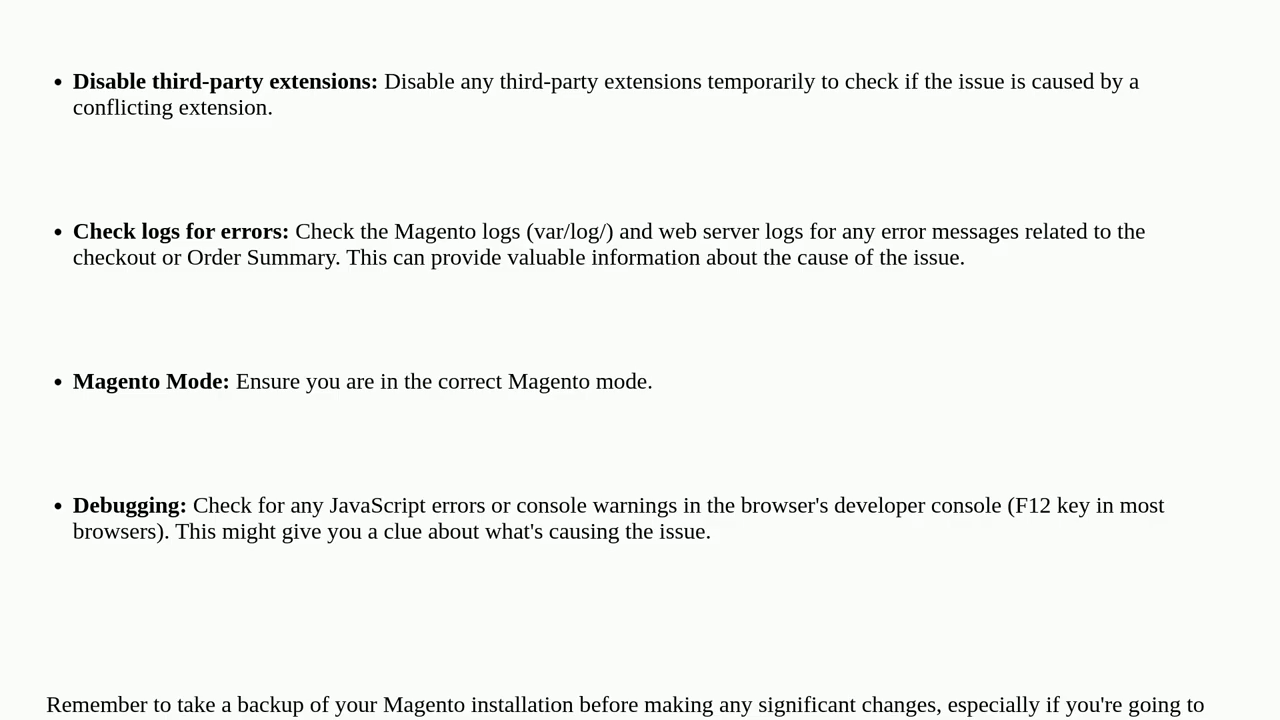 • Disable third-party extensions: Disable any third-party extensions temporarily to check if the issue is caused by a
conflicting extension.
• Check logs for errors: Check the Magento logs (var/log/) and web server logs for any error messages related to the
checkout or Order Summary. This can provide valuable information about the cause of the issue.
• Magento Mode: Ensure you are in the correct Magento mode.
• Debugging: Check for any JavaScript errors or console warnings in the browser's developer console (F12 key in most
browsers). This might give you a clue about what's causing the issue.
Remember to take a backup of your Magento installation before making any significant changes, especially if you're going to